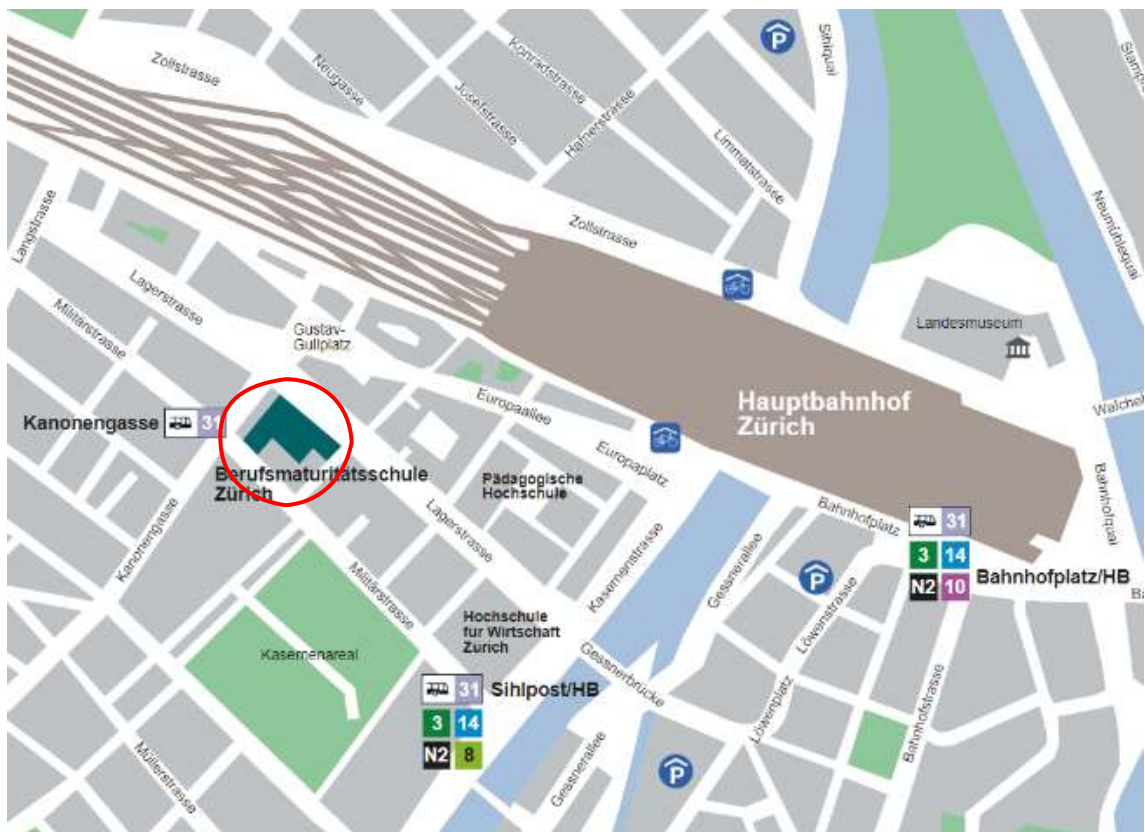 Zollstrasse
Neugasse
Josefstrasse
Konradstrasse
Hafnerstrasse
Limmatstrasse
P
Sihlquai
Neumühlequai
Zollstrasse
Langstrasse
Lagerstrasse
Militärstrasse
Gustav-
Gullplatz
Landesmuseum
Hauptbahnhof
Zürich
Kanonengasse
31
Berufsmaturitätsschule
Zürich
Europaallee
Europaplatz
Pädagogische
Hochschule
Bahnhofplatz
Bahnhofquai
31
3 14
N2 10
Bahnhofplatz/HB
Kanonengasse
Lagerstrasse
Militärstrasse
Kasernenstrasse
Gessnerallee
P
Löwenstrasse
Hochschule
für Wirtschaft
Zürich
Kasernenareal
Gessnerbrücke
31
Sihlpost/HB
3 14
N2 8
Löwenplatz
Bahnhofstrasse
Müllerstrasse
Gessnerallee
P